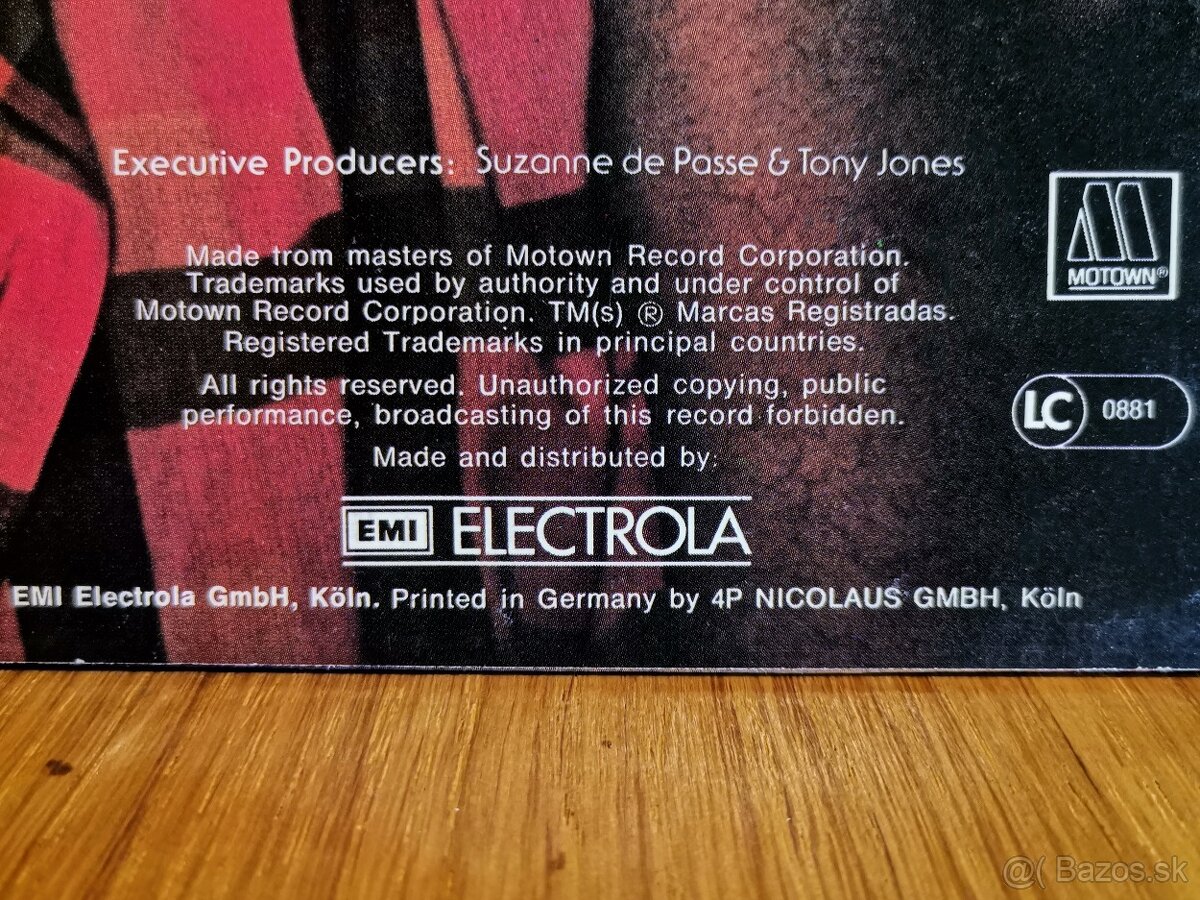 Executive Producers: Suzanne de Passe & Tony Jones
Made from masters of Motown Record Corporation.
Trademarks used by authority and under control of
Motown Record Corporation. TM(s) ® Marcas Registradas.
Registered Trademarks in principal countries.
MOTOWN®
All rights reserved. Unauthorized copying, public
performance, broadcasting of this record forbidden.
LC 0881
Made and distributed by:
EMI ELECTROLA
EMI Electrola GmbH, Köln. Printed in Germany by 4P NICOLAUS GMBH, Köln
@( Bazos.sk